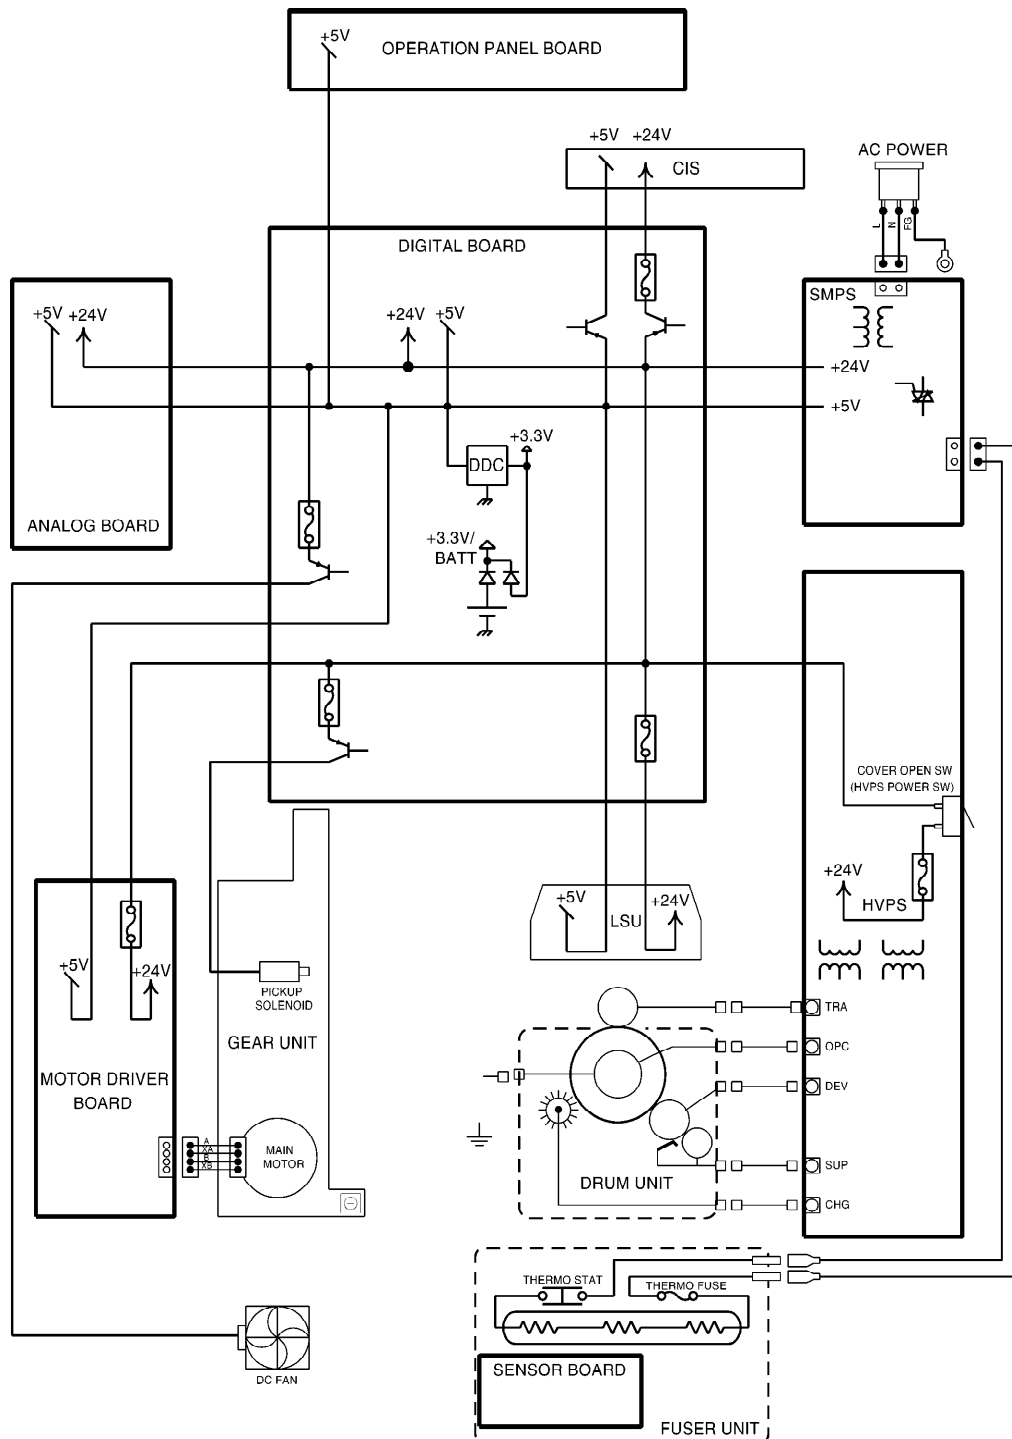 +5V
OPERATION PANEL BOARD
+5V +24V
CIS
AC POWER
L
N
FG
DIGITAL BOARD
SMPS
+5V +24V
+24V +5V
+24V
+5V
+3.3V
DDC
ANALOG BOARD
+3.3V/
BATT
COVER OPEN SW
(HVPS POWER SW)
+24V
HVPS
+5V
+24V
LSU
+5V
+24V
PICKUP
SOLENOID
GEAR UNIT
MOTOR DRIVER
BOARD
TRA
OPC
DEV
SUP
CHG
A
XA
B
XB
MAIN
MOTOR
DRUM UNIT
THERMO STAT
THERMO FUSE
SENSOR BOARD
FUSER UNIT
DC FAN